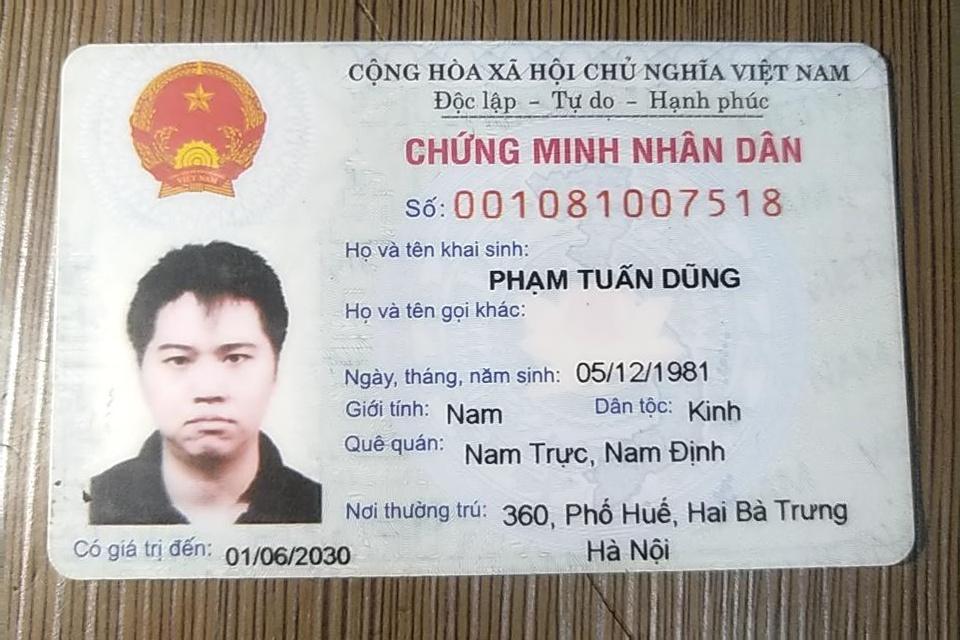 CỘNG HÒA XÃ HỘI CHỦ NGHĨA VIỆT NAM
Độc lập - Tự do - Hạnh phúc
CHỨNG MINH NHÂN DÂN
Số: 001081007518
Họ và tên khai sinh:
PHẠM TUẤN DŨNG
Họ và tên gọi khác:
Ngày, tháng, năm sinh: 05/12/1981
Giới tính: Nam Dân tộc: Kinh
Quê quán: Nam Trực, Nam Định
Nơi thường trú: 360, Phố Huế, Hai Bà Trưng
Hà Nội
Có giá trị đến: 01/06/2030
VIỆT NAM